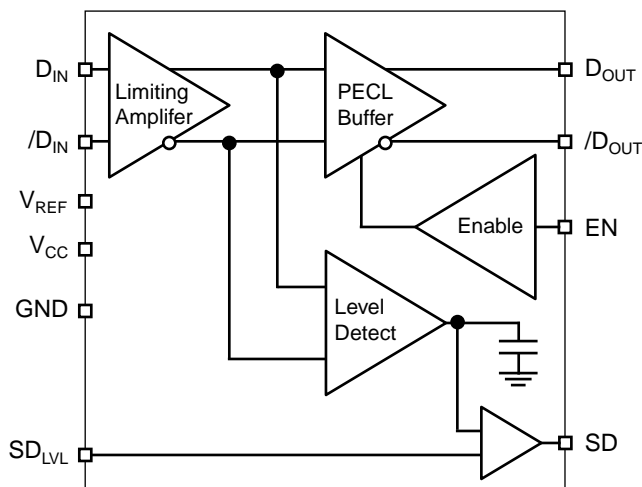 D_IN
Limiting
Amplifer
PECL
Buffer
D_OUT
/D_IN
/D_OUT
V_REF
Enable
EN
V_CC
GND
Level
Detect
SD_LVL
SD